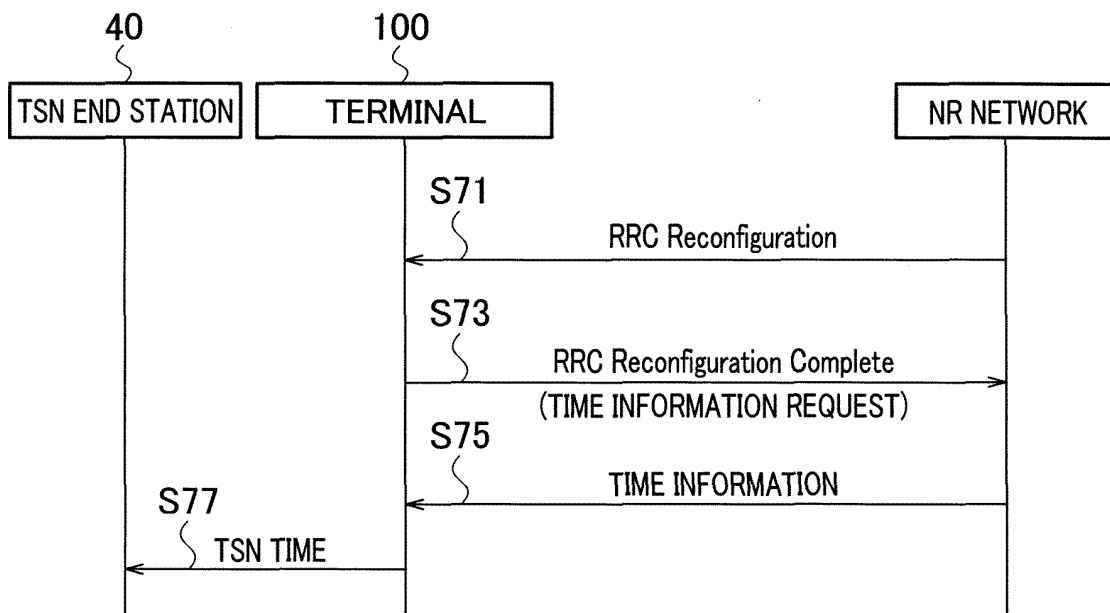 40
100
TSN END STATION
TERMINAL
NR NETWORK
S71
RRC Reconfiguration
S73
RRC Reconfiguration Complete
(TIME INFORMATION REQUEST)
S75
TIME INFORMATION
S77
TSN TIME